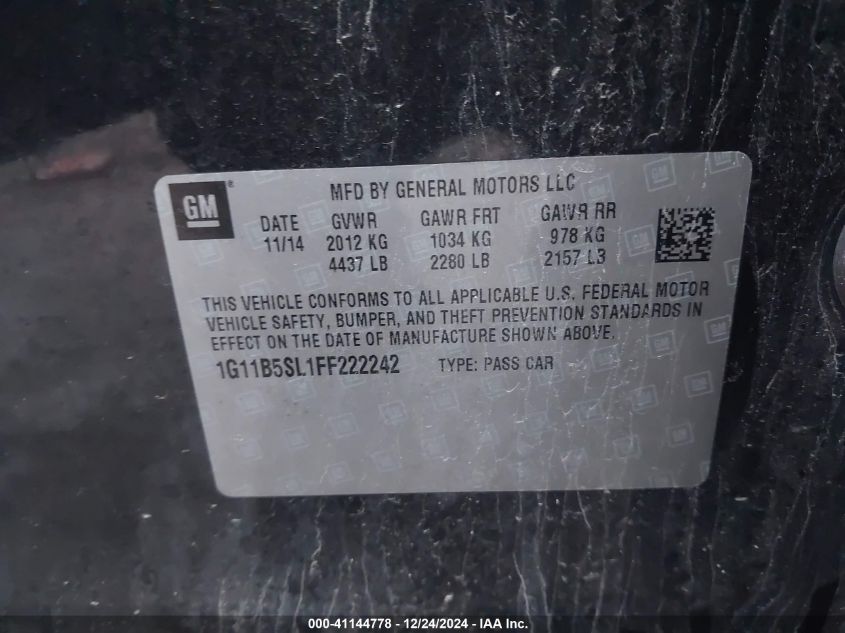 GM ®
MFD BY GENERAL MOTORS LLC
DATE GVWR GAWR FRT GAWR RR
11/14 2012 KG 1034 KG 978 KG
4437 LB 2280 LB 2157 LB
THIS VEHICLE CONFORMS TO ALL APPLICABLE U.S. FEDERAL MOTOR
VEHICLE SAFETY, BUMPER, AND THEFT PREVENTION STANDARDS IN
EFFECT ON THE DATE OF MANUFACTURE SHOWN ABOVE.
1G11B5SL1FF222242 TYPE: PASS CAR
000-41144778 - 12/24/2024 - IAA Inc.